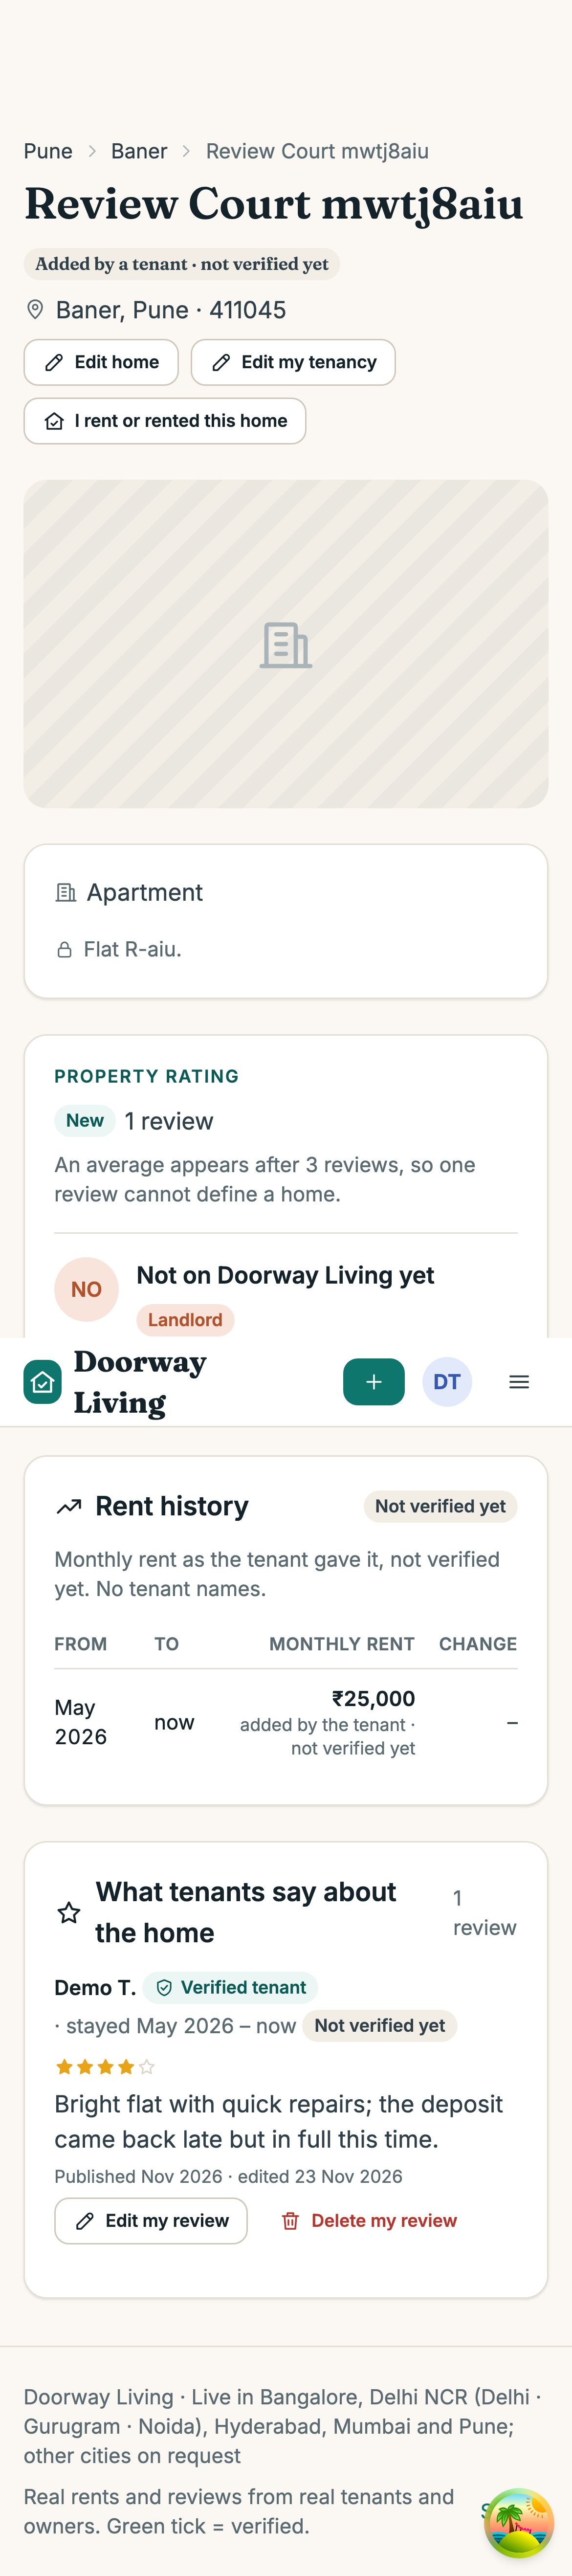 Pune > Baner > Review Court mwtj8aiu
Review Court mwtj8aiu
Added by a tenant · not verified yet
Baner, Pune · 411045
Edit home
Edit my tenancy
I rent or rented this home
Apartment
Flat R-aiu.
PROPERTY RATING
New 1 review
An average appears after 3 reviews, so one
review cannot define a home.
NO
Not on Doorway Living yet
Landlord
Doorway
Living
DT
Rent history
Not verified yet
Monthly rent as the tenant gave it, not verified
yet. No tenant names.
FROM TO MONTHLY RENT CHANGE
May
2026
now
₹25,000
added by the tenant ·
not verified yet
–
What tenants say about
the home
1
review
Demo T. Verified tenant
· stayed May 2026 – now Not verified yet
Bright flat with quick repairs; the deposit
came back late but in full this time.
Published Nov 2026 · edited 23 Nov 2026
Edit my review
Delete my review
Doorway Living · Live in Bangalore, Delhi NCR (Delhi ·
Gurugram · Noida), Hyderabad, Mumbai and Pune;
other cities on request
Real rents and reviews from real tenants and
owners. Green tick = verified.